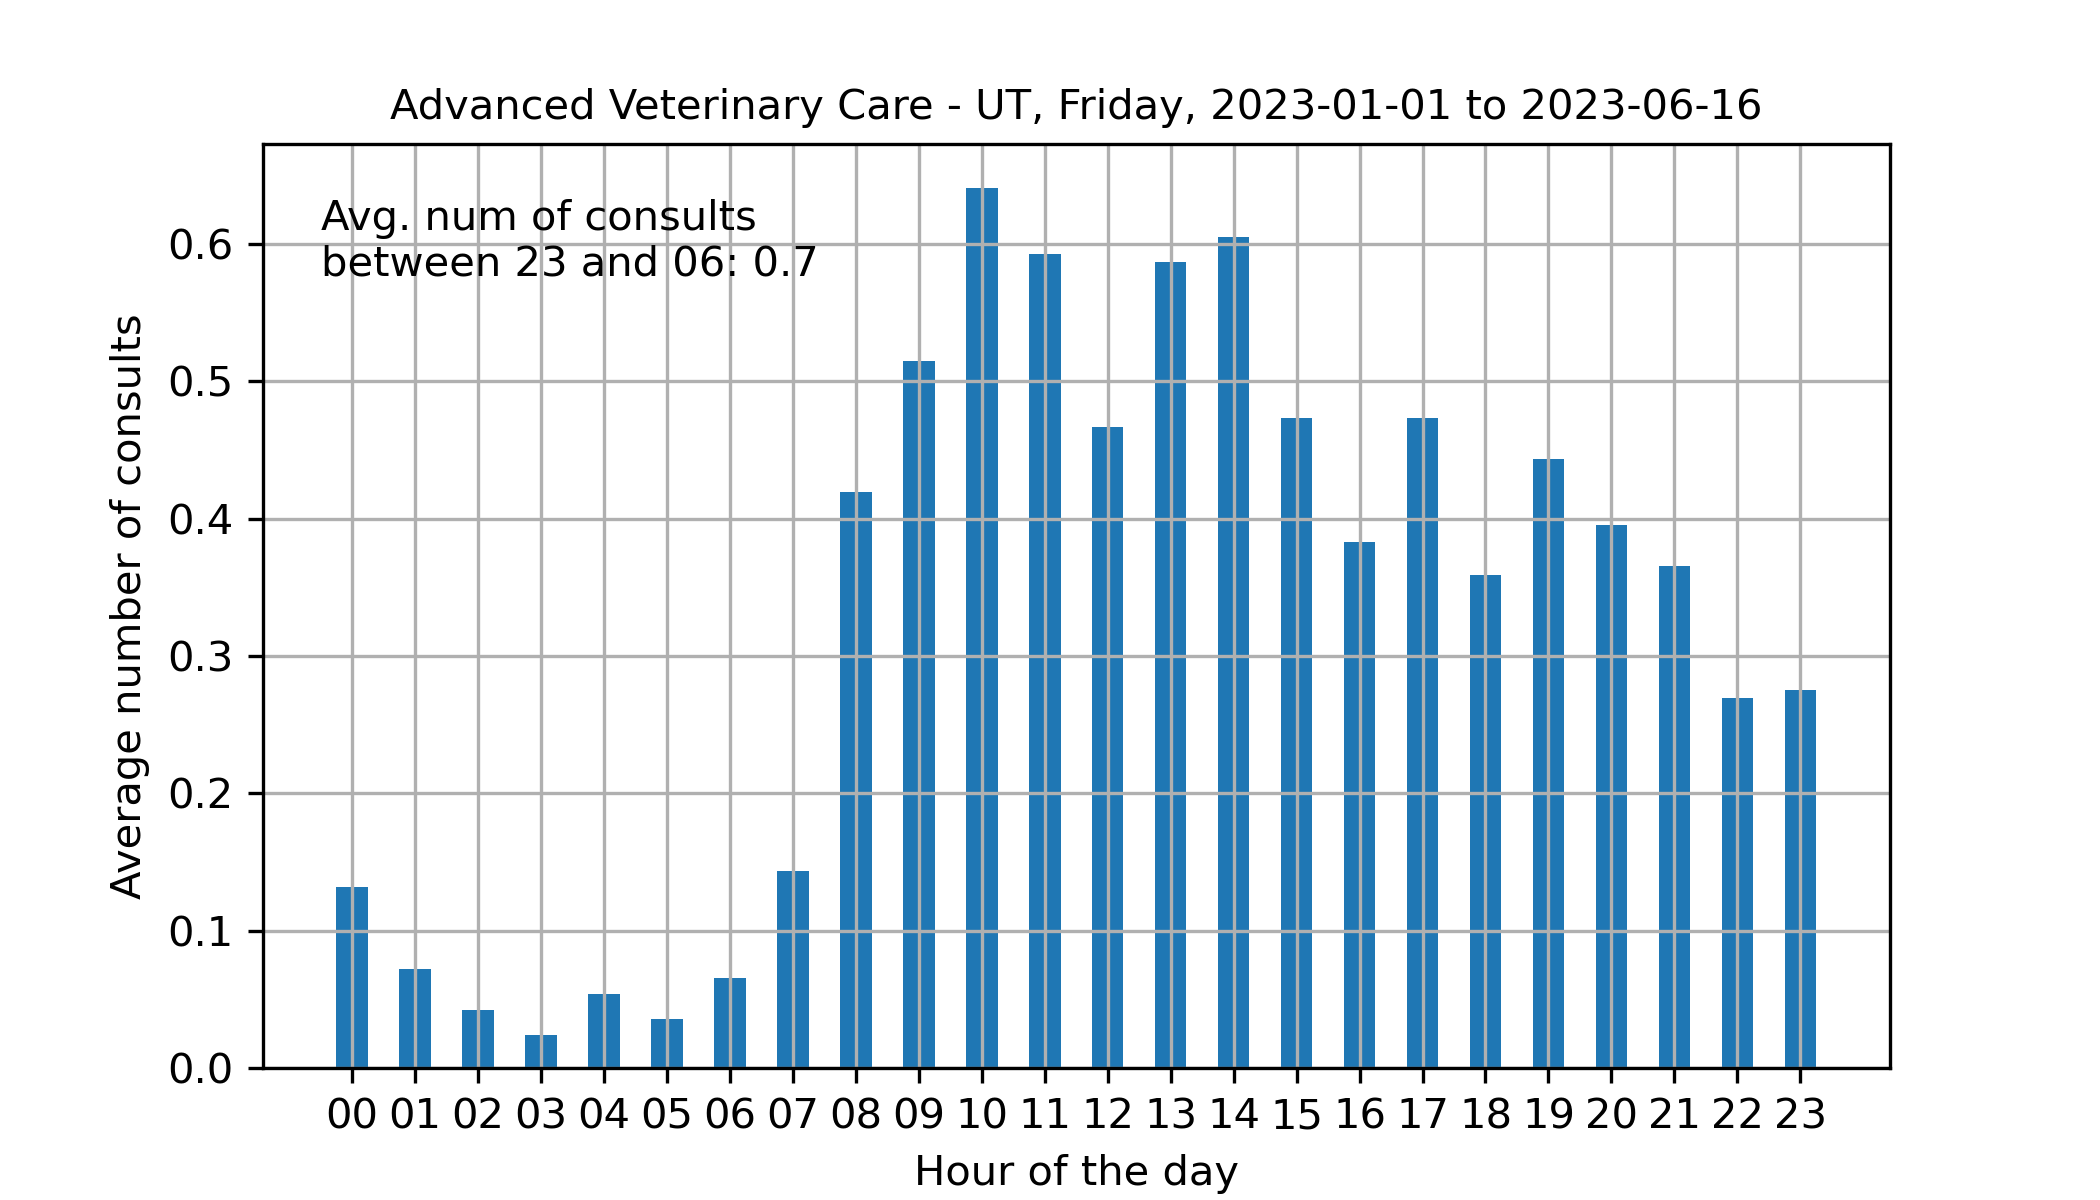 Advanced Veterinary Care - UT, Friday, 2023-01-01 to 2023-06-16
Avg. num of consults
between 23 and 06: 0.7
Average number of consults
0.6
0.5
0.4
0.3
0.2
0.1
0.0
00 01 02 03 04 05 06 07 08 09 10 11 12 13 14 15 16 17 18 19 20 21 22 23
Hour of the day